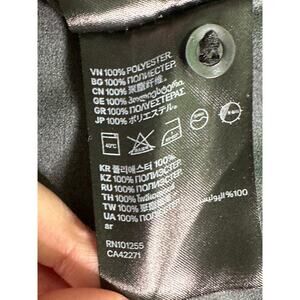 VN 100% POLYESTER.
BG 100% ПОЛИЕСТЕР.
CN 100% 聚酯纤维。
GE 100% პოლიესტერი.
GR 100% ΠΟΛΥΕΣΤΕΡΑΣ.
JP 100% ポリエステル。
40°C
KR 폴리에스터 100%.
KZ 100% ПОЛИЭСТЕР.
RU 100% ПОЛИЭСТЕР.
TW 100% 聚酯纖維。
UA 100%
ar
100%
RN101255
CA42271